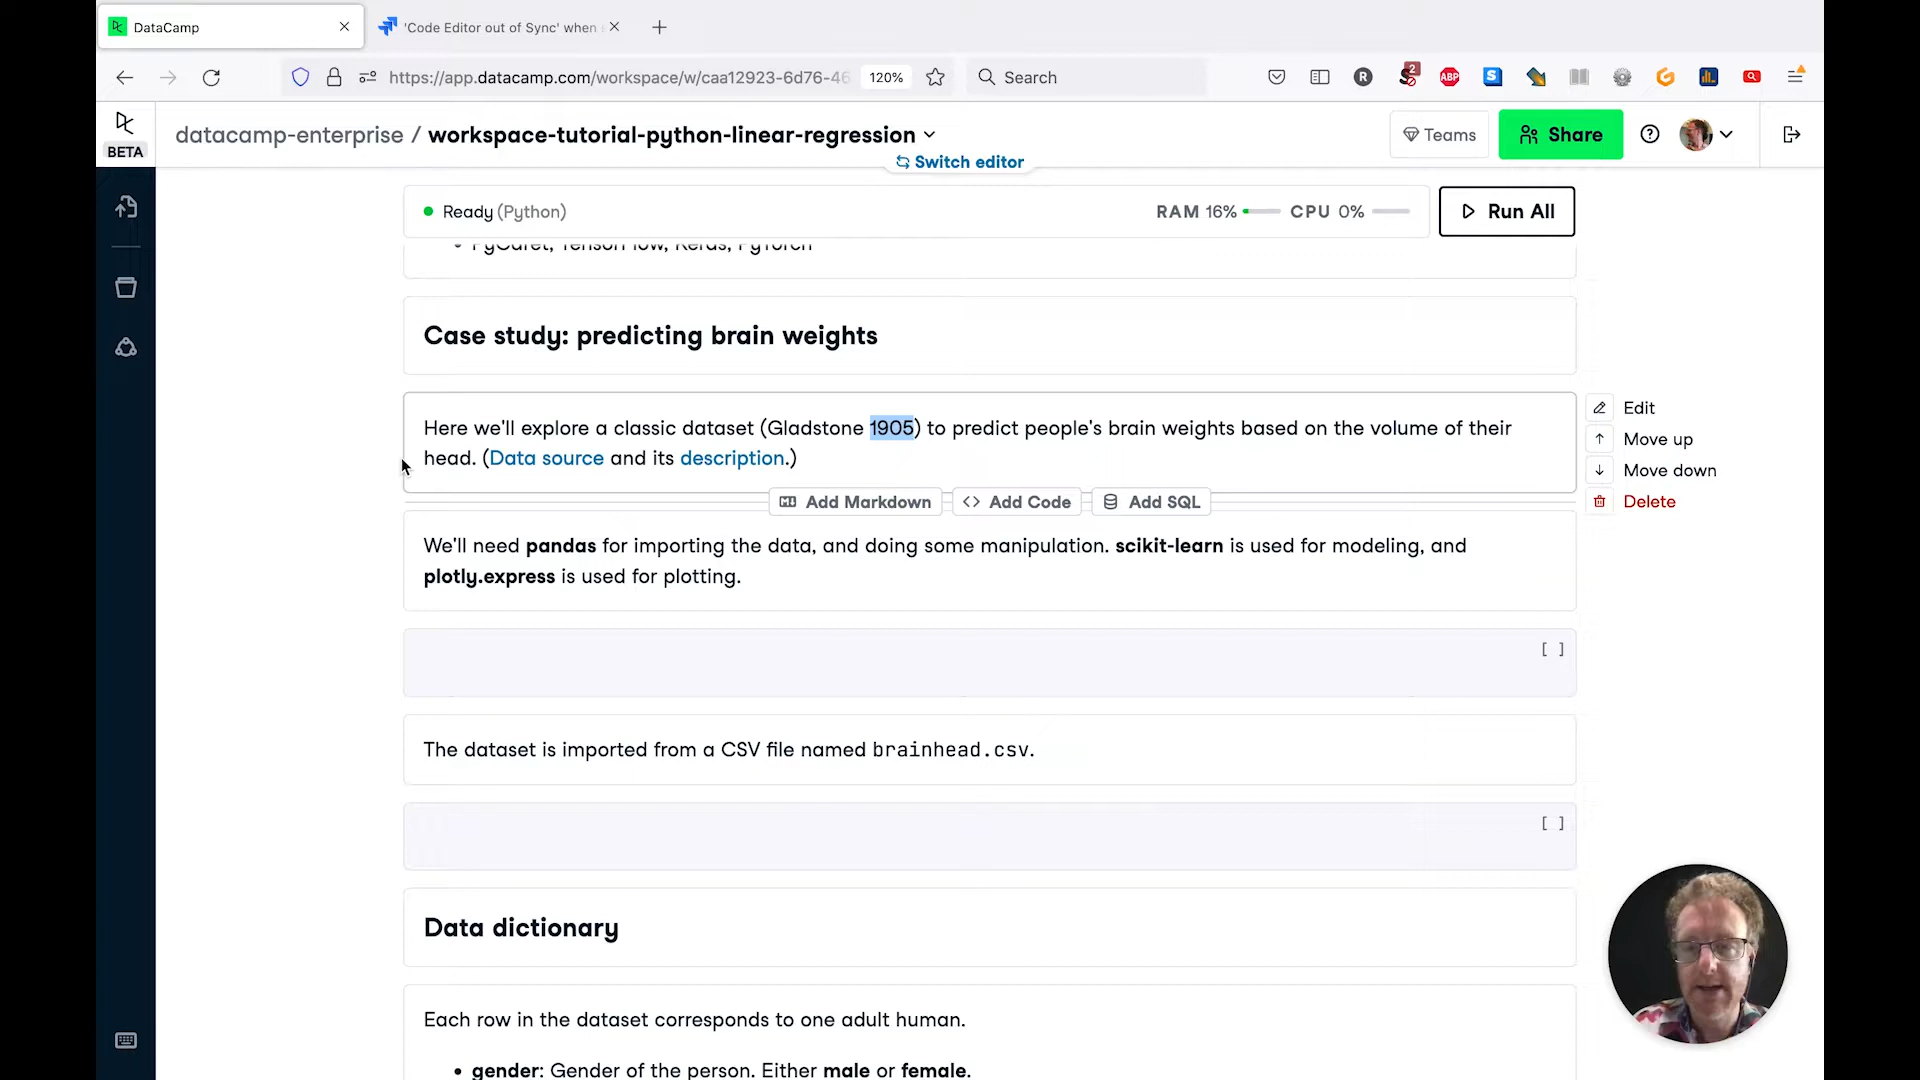 DataCamp
'Code Editor out of Sync' when
https://app.datacamp.com/workspace/w/caa12923-6d76-46
120%
Search
R
2
ABP
S
BETA
datacamp-enterprise / workspace-tutorial-python-linear-regression
Teams
Share
Switch editor
Ready (Python)
RAM 16%
CPU 0%
Run All
PyCaret, TensorFlow, Keras, PyTorch
Case study: predicting brain weights
Here we'll explore a classic dataset (Gladstone 1905) to predict people's brain weights based on the volume of their
head. (Data source and its description.)
Edit
Move up
Move down
Delete
Add Markdown
Add Code
Add SQL
We'll need pandas for importing the data, and doing some manipulation. scikit-learn is used for modeling, and
plotly.express is used for plotting.
[ ]
The dataset is imported from a CSV file named brainhead.csv.
[ ]
Data dictionary
Each row in the dataset corresponds to one adult human.
• gender: Gender of the person. Either male or female.